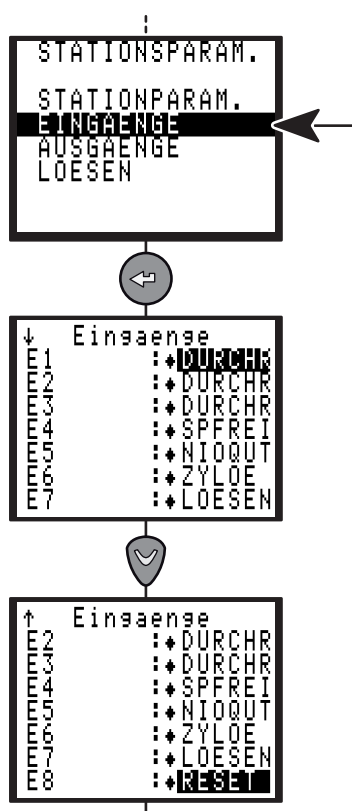 STATIONSPARAM.
STATIONPARAM.
EINGAENGE
AUSGAENGE
LOESEN
↓ Eingaenge
E1 :♦DURCHR
E2 :♦DURCHR
E3 :♦DURCHR
E4 :♦SPFREI
E5 :♦NIOQUT
E6 :♦ZYLOE
E7 :♦LOESEN
↑ Eingaenge
E2 :♦DURCHR
E3 :♦DURCHR
E4 :♦SPFREI
E5 :♦NIOQUT
E6 :♦ZYLOE
E7 :♦LOESEN
E8 :♦RESET